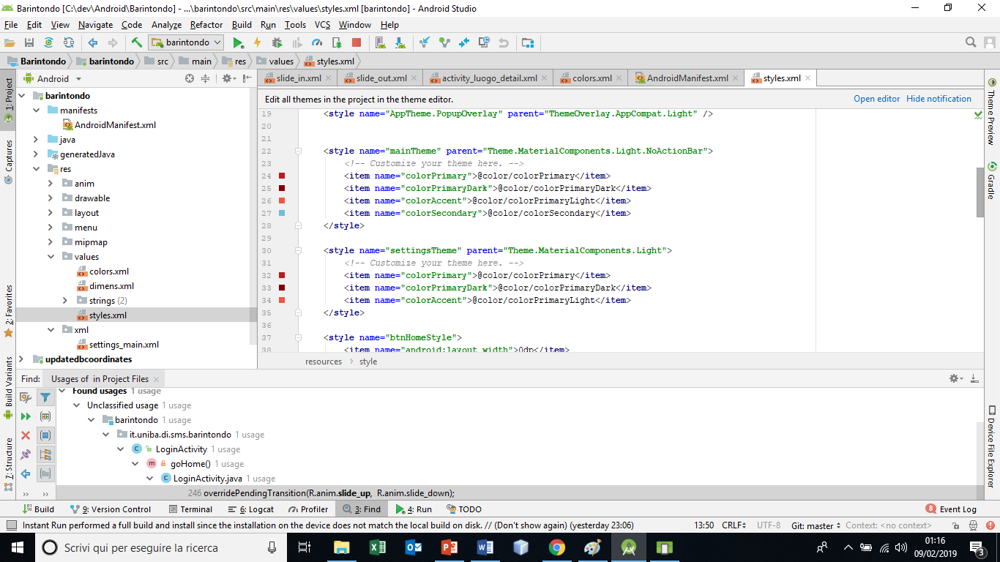 Barintondo [C:\dev\Android\Barintondo] - ...\barintondo\src\main\res\values\styles.xml [barintondo] - Android Studio
File Edit View Navigate Code Analyze Refactor Build Run Tools VCS Window Help
barintondo
Barintondo barintondo src main res values styles.xml
Android
slide_in.xml slide_out.xml activity_luogo_detail.xml colors.xml AndroidManifest.xml styles.xml
Edit all themes in the project in the theme editor. Open editor Hide notification
1: Project
Captures
2: Favorites
Build Variants
7: Structure
barintondo
manifests
AndroidManifest.xml
java
generatedJava
res
anim
drawable
layout
menu
mipmap
values
colors.xml
dimens.xml
strings (2)
styles.xml
xml
settings_main.xml
updatedbcoordinates
19 <style name="AppTheme.PopupOverlay" parent="ThemeOverlay.AppCompat.Light" />
20
21
22 <style name="mainTheme" parent="Theme.MaterialComponents.Light.NoActionBar">
23 <!-- Customize your theme here. -->
24 <item name="colorPrimary">@color/colorPrimary</item>
25 <item name="colorPrimaryDark">@color/colorPrimaryDark</item>
26 <item name="colorAccent">@color/colorPrimaryLight</item>
27 <item name="colorSecondary">@color/colorSecondary</item>
28 </style>
29
30 <style name="settingsTheme" parent="Theme.MaterialComponents.Light">
31 <!-- Customize your theme here. -->
32 <item name="colorPrimary">@color/colorPrimary</item>
33 <item name="colorPrimaryDark">@color/colorPrimaryDark</item>
34 <item name="colorAccent">@color/colorPrimaryLight</item>
35 </style>
36
37 <style name="btnHomeStyle">
38 <item name="android:layout_width">0dp</item>
resources style
Theme Preview
Gradle
Device File Explorer
Find: Usages of in Project Files
Found usages 1 usage
Unclassified usage 1 usage
barintondo 1 usage
it.uniba.di.sms.barintondo 1 usage
LoginActivity 1 usage
goHome() 1 usage
LoginActivity.java 1 usage
246 overridePendingTransition(R.anim.slide_up, R.anim.slide_down);
Build 9: Version Control Terminal 6: Logcat Profiler 3: Find 4: Run TODO 8 Event Log
Instant Run performed a full build and install since the installation on the device does not match the local build on disk. // (Don't show again) (yesterday 23:06) 13:50 CRLF UTF-8 Git: master Context: <no context>
Scrivi qui per eseguire la ricerca
01:16
09/02/2019
3